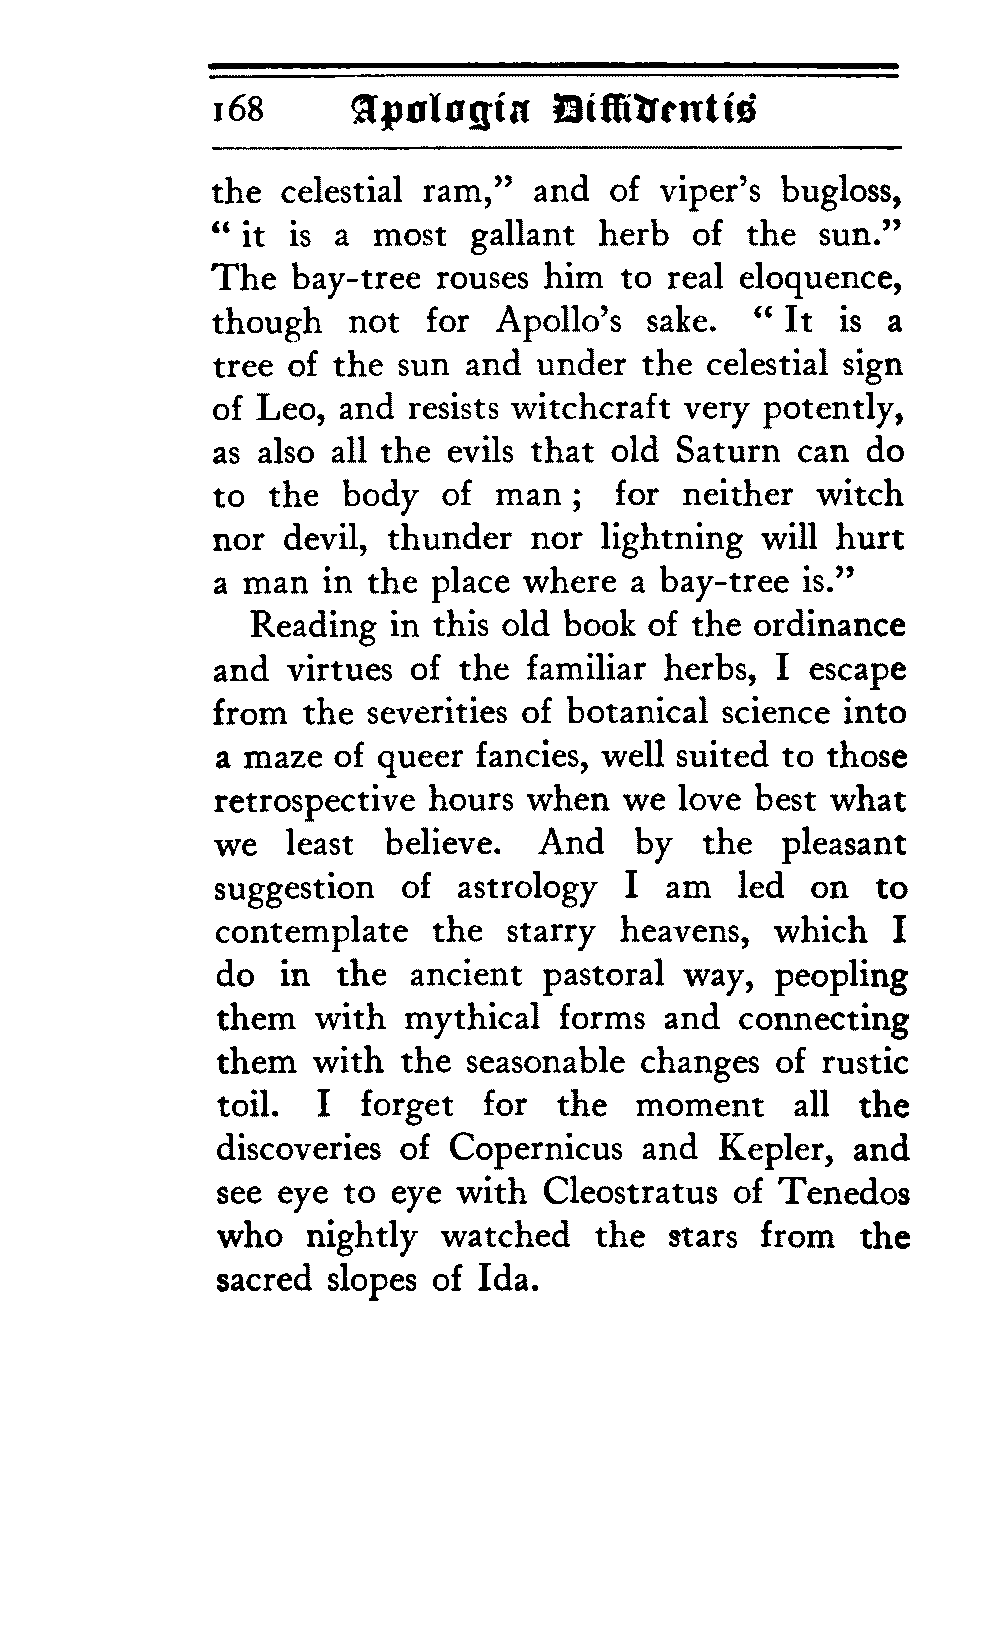 168 Apologia Diffidentis
the celestial ram,” and of viper’s bugloss,
“ it is a most gallant herb of the sun.”
The bay-tree rouses him to real eloquence,
though not for Apollo’s sake. “ It is a
tree of the sun and under the celestial sign
of Leo, and resists witchcraft very potently,
as also all the evils that old Saturn can do
to the body of man ; for neither witch
nor devil, thunder nor lightning will hurt
a man in the place where a bay-tree is.”
Reading in this old book of the ordinance
and virtues of the familiar herbs, I escape
from the severities of botanical science into
a maze of queer fancies, well suited to those
retrospective hours when we love best what
we least believe. And by the pleasant
suggestion of astrology I am led on to
contemplate the starry heavens, which I
do in the ancient pastoral way, peopling
them with mythical forms and connecting
them with the seasonable changes of rustic
toil. I forget for the moment all the
discoveries of Copernicus and Kepler, and
see eye to eye with Cleostratus of Tenedos
who nightly watched the stars from the
sacred slopes of Ida.